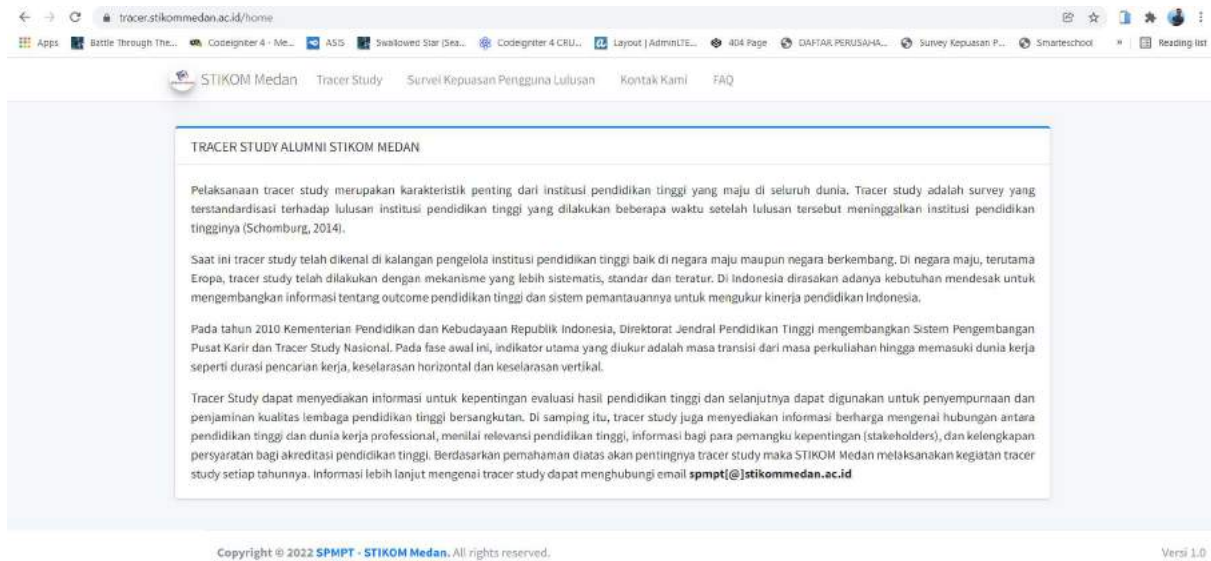 tracer.stikommedan.ac.id/home
Apps Battle Through The... Codeigniter 4 - Me... ASIS Swallowed Star (Sea... Codeigniter 4 CRU... Layout | AdminLTE... 404 Page DAFTAR PERUSAHA... Survey Kepuasan P... Smarteschool » Reading list
STIKOM Medan Tracer Study Survei Kepuasan Pengguna Lulusan Kontak Kami FAQ
TRACER STUDY ALUMNI STIKOM MEDAN
Pelaksanaan tracer study merupakan karakteristik penting dari institusi pendidikan tinggi yang maju di seluruh dunia. Tracer study adalah survey yang
terstandardisasi terhadap lulusan institusi pendidikan tinggi yang dilakukan beberapa waktu setelah lulusan tersebut meninggalkan institusi pendidikan
tingginya (Schomburg, 2014).
Saat ini tracer study telah dikenal di kalangan pengelola institusi pendidikan tinggi baik di negara maju maupun negara berkembang. Di negara maju, terutama
Eropa, tracer study telah dilakukan dengan mekanisme yang lebih sistematis, standar dan teratur. Di Indonesia dirasakan adanya kebutuhan mendesak untuk
mengembangkan informasi tentang outcome pendidikan tinggi dan sistem pemantauannya untuk mengukur kinerja pendidikan Indonesia.
Pada tahun 2010 Kementerian Pendidikan dan Kebudayaan Republik Indonesia, Direktorat Jendral Pendidikan Tinggi mengembangkan Sistem Pengembangan
Pusat Karir dan Tracer Study Nasional. Pada fase awal ini, indikator utama yang diukur adalah masa transisi dari masa perkuliahan hingga memasuki dunia kerja
seperti durasi pencarian kerja, keselarasan horizontal dan keselarasan vertikal.
Tracer Study dapat menyediakan informasi untuk kepentingan evaluasi hasil pendidikan tinggi dan selanjutnya dapat digunakan untuk penyempurnaan dan
penjaminan kualitas lembaga pendidikan tinggi bersangkutan. Di samping itu, tracer study juga menyediakan informasi berharga mengenai hubungan antara
pendidikan tinggi dan dunia kerja professional, menilai relevansi pendidikan tinggi, informasi bagi para pemangku kepentingan (stakeholders), dan kelengkapan
persyaratan bagi akreditasi pendidikan tinggi. Berdasarkan pemahaman diatas akan pentingnya tracer study maka STIKOM Medan melaksanakan kegiatan tracer
study setiap tahunnya. Informasi lebih lanjut mengenai tracer study dapat menghubungi email spmpt[@]stikommedan.ac.id
Copyright © 2022 SPMPT - STIKOM Medan. All rights reserved. Versi 1.0